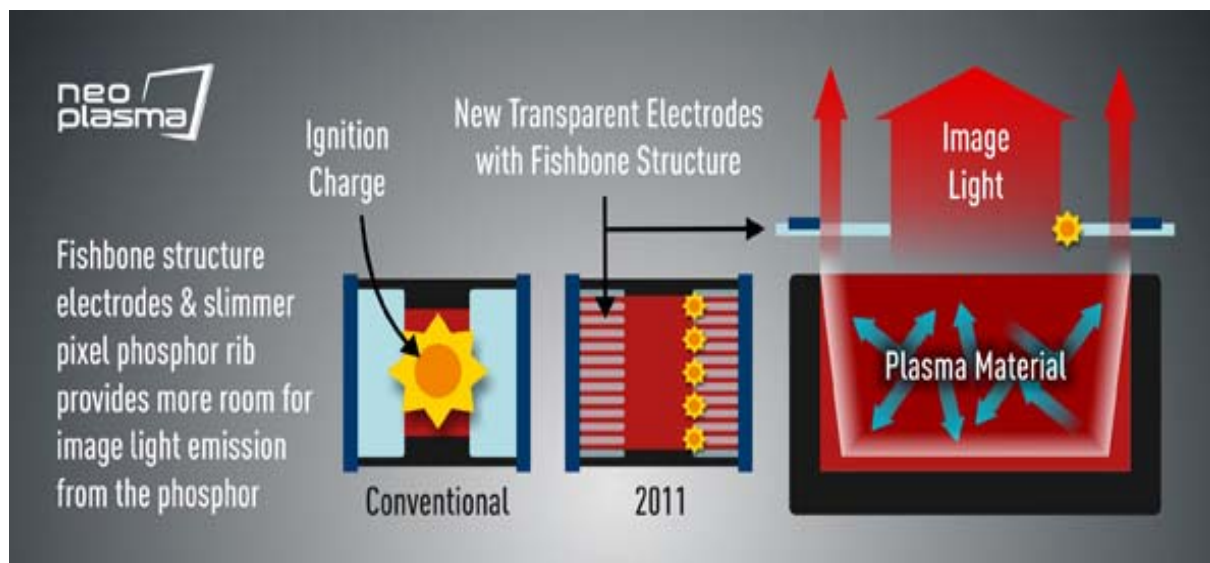 neo
plasma
Fishbone structure
electrodes & slimmer
pixel phosphor rib
provides more room for
image light emission
from the phosphor
Ignition
Charge
Conventional
New Transparent Electrodes
with Fishbone Structure
2011
Image
Light
Plasma Material